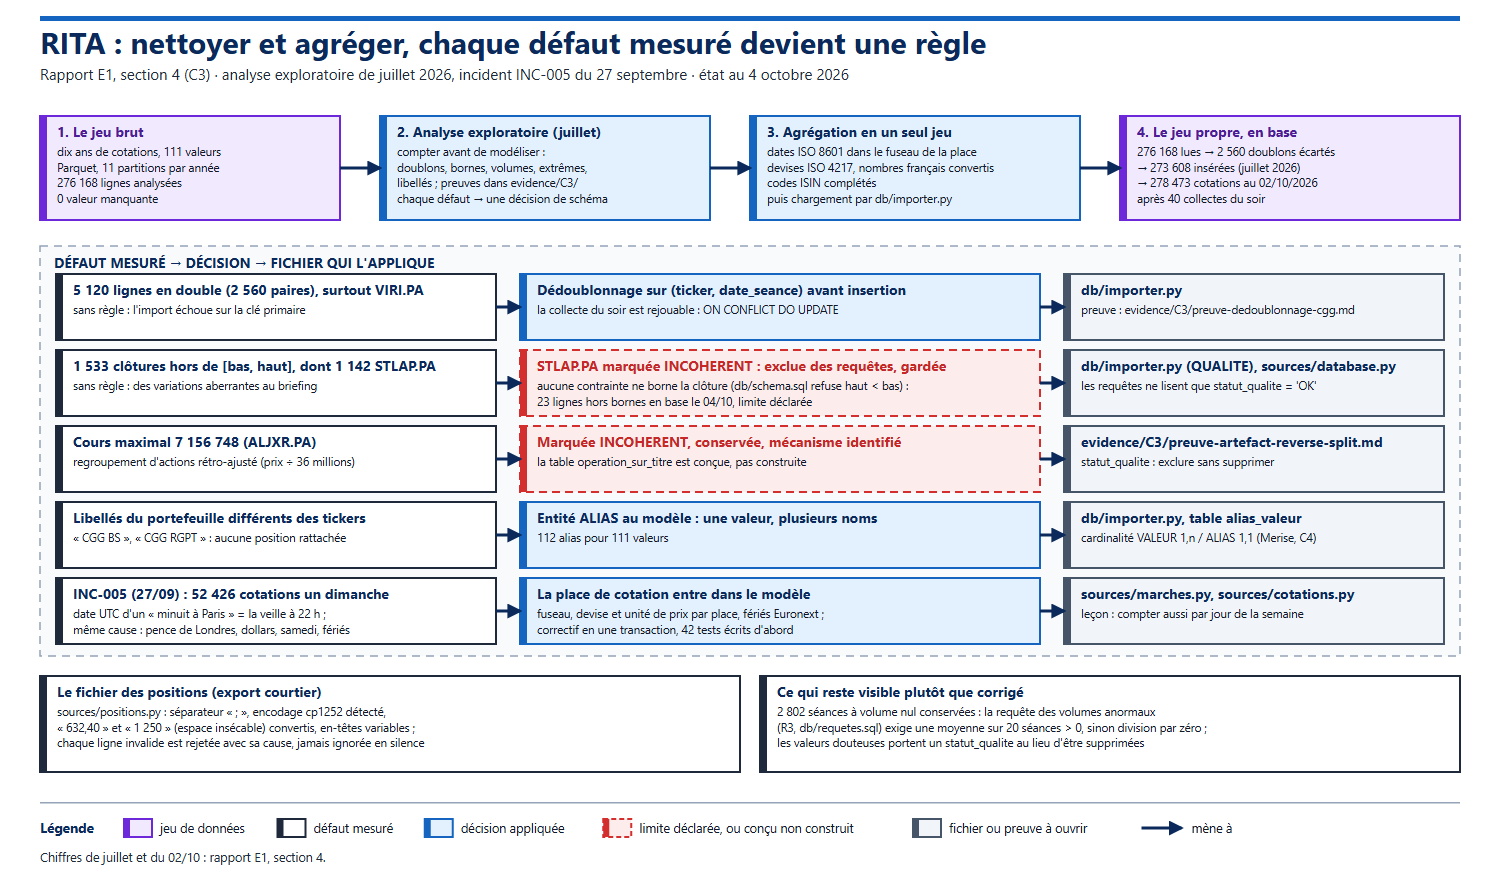 RITA : nettoyer et agréger, chaque défaut mesuré devient une règle
Rapport E1, section 4 (C3) · analyse exploratoire de juillet 2026, incident INC-005 du 27 septembre · état au 4 octobre 2026
1. Le jeu brut
dix ans de cotations, 111 valeurs
Parquet, 11 partitions par année
276 168 lignes analysées
0 valeur manquante
2. Analyse exploratoire (juillet)
compter avant de modéliser :
doublons, bornes, volumes, extrêmes,
libellés ; preuves dans evidence/C3/
chaque défaut → une décision de schéma
3. Agrégation en un seul jeu
dates ISO 8601 dans le fuseau de la place
devises ISO 4217, nombres français convertis
codes ISIN complétés
puis chargement par db/importer.py
4. Le jeu propre, en base
276 168 lues → 2 560 doublons écartés
→ 273 608 insérées (juillet 2026)
→ 278 473 cotations au 02/10/2026
après 40 collectes du soir
DÉFAUT MESURÉ → DÉCISION → FICHIER QUI L'APPLIQUE
5 120 lignes en double (2 560 paires), surtout VIRI.PA
sans règle : l'import échoue sur la clé primaire
Dédoublonnage sur (ticker, date_seance) avant insertion
la collecte du soir est rejouable : ON CONFLICT DO UPDATE
db/importer.py
preuve : evidence/C3/preuve-dedoublonnage-cgg.md
1 533 clôtures hors de [bas, haut], dont 1 142 STLAP.PA
sans règle : des variations aberrantes au briefing
STLAP.PA marquée INCOHERENT : exclue des requêtes, gardée
aucune contrainte ne borne la clôture (db/schema.sql refuse haut < bas) :
23 lignes hors bornes en base le 04/10, limite déclarée
db/importer.py (QUALITE), sources/database.py
les requêtes ne lisent que statut_qualite = 'OK'
Cours maximal 7 156 748 (ALJXR.PA)
regroupement d'actions rétro-ajusté (prix ÷ 36 millions)
Marquée INCOHERENT, conservée, mécanisme identifié
la table operation_sur_titre est conçue, pas construite
evidence/C3/preuve-artefact-reverse-split.md
statut_qualite : exclure sans supprimer
Libellés du portefeuille différents des tickers
« CGG BS », « CGG RGPT » : aucune position rattachée
Entité ALIAS au modèle : une valeur, plusieurs noms
112 alias pour 111 valeurs
db/importer.py, table alias_valeur
cardinalité VALEUR 1,n / ALIAS 1,1 (Merise, C4)
INC-005 (27/09) : 52 426 cotations un dimanche
date UTC d'un « minuit à Paris » = la veille à 22 h ;
même cause : pence de Londres, dollars, samedi, fériés
La place de cotation entre dans le modèle
fuseau, devise et unité de prix par place, fériés Euronext ;
correctif en une transaction, 42 tests écrits d'abord
sources/marches.py, sources/cotations.py
leçon : compter aussi par jour de la semaine
Le fichier des positions (export courtier)
sources/positions.py : séparateur « ; », encodage cp1252 détecté,
« 632,40 » et « 1 250 » (espace insécable) convertis, en-têtes variables ;
chaque ligne invalide est rejetée avec sa cause, jamais ignorée en silence
Ce qui reste visible plutôt que corrigé
2 802 séances à volume nul conservées : la requête des volumes anormaux
(R3, db/requetes.sql) exige une moyenne sur 20 séances > 0, sinon division par zéro ;
les valeurs douteuses portent un statut_qualite au lieu d'être supprimées
Légende
jeu de données
défaut mesuré
décision appliquée
limite déclarée, ou conçu non construit
fichier ou preuve à ouvrir
mène à
Chiffres de juillet et du 02/10 : rapport E1, section 4.